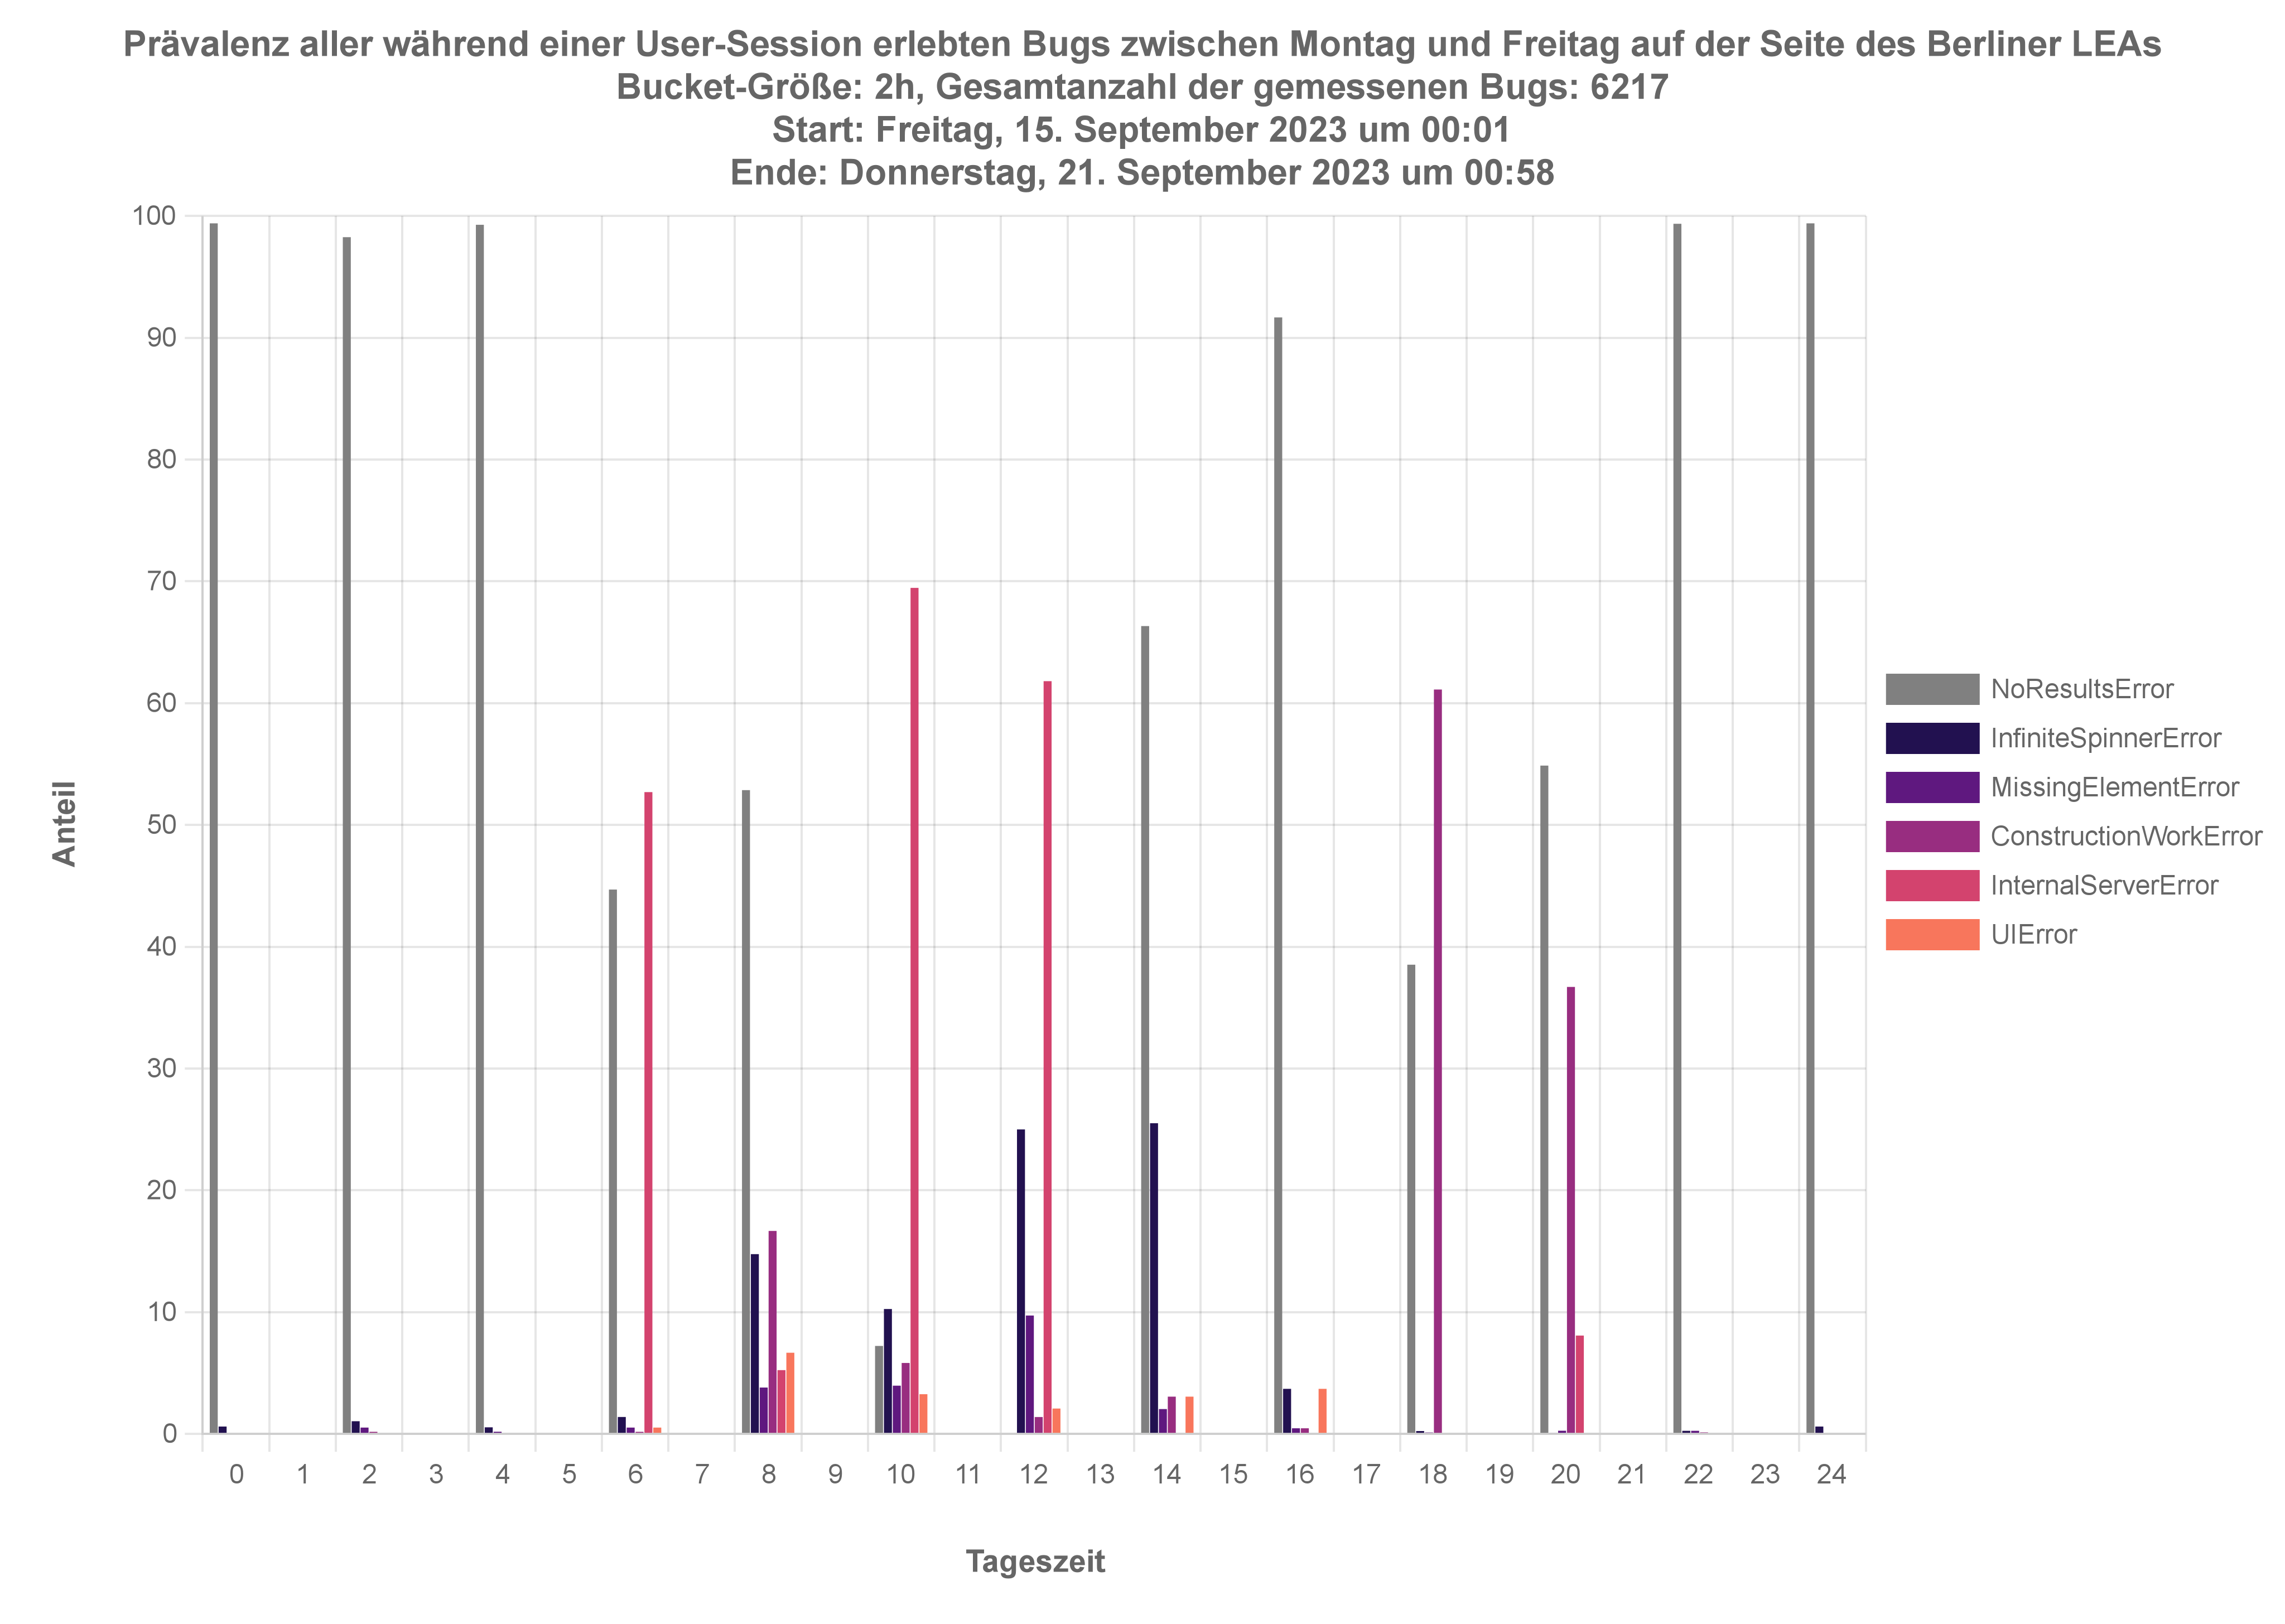 Prävalenz aller während einer User-Session erlebten Bugs zwischen Montag und Freitag auf der Seite des Berliner LEAs
Bucket-Größe: 2h, Gesamtanzahl der gemessenen Bugs: 6217
Start: Freitag, 15. September 2023 um 00:01
Ende: Donnerstag, 21. September 2023 um 00:58
100
90
80
70
60
50
40
30
20
10
0
Anteil
NoResultsError
InfiniteSpinnerError
MissingElementError
ConstructionWorkError
InternalServerError
UIError
0 1 2 3 4 5 6 7 8 9 10 11 12 13 14 15 16 17 18 19 20 21 22 23 24
Tageszeit